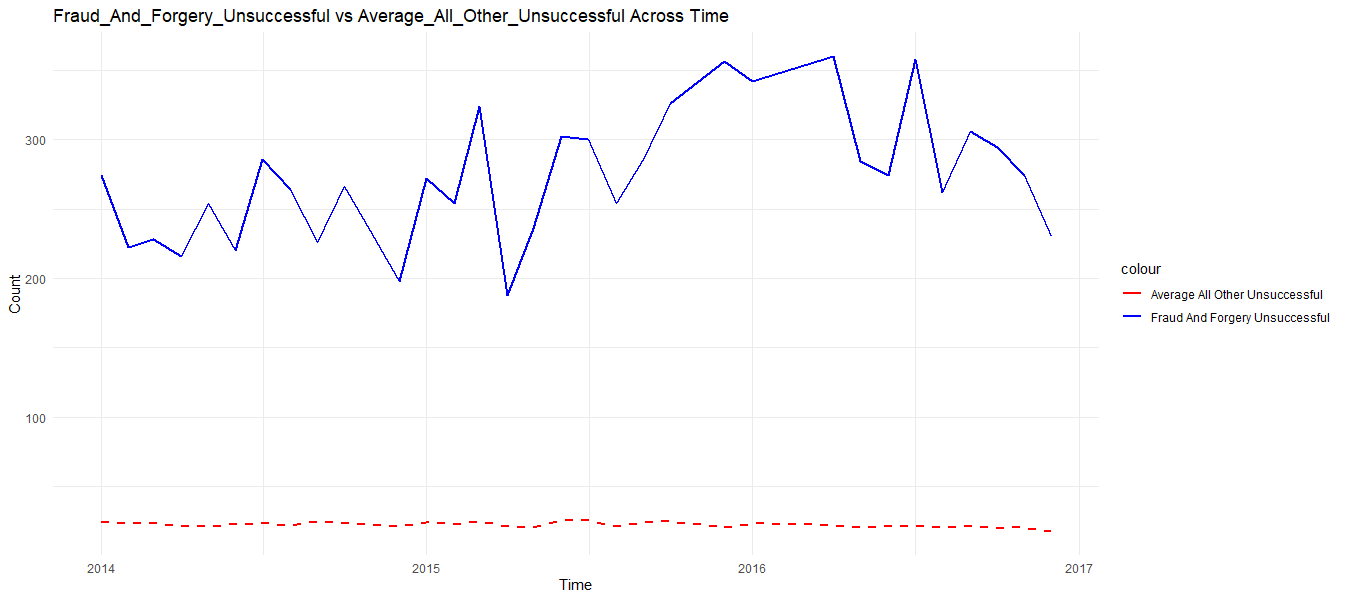 Fraud_And_Forgery_Unsuccessful vs Average_All_Other_Unsuccessful Across Time
Count
300
200
100
2014
2015
2016
2017
Time
colour
Average All Other Unsuccessful
Fraud And Forgery Unsuccessful